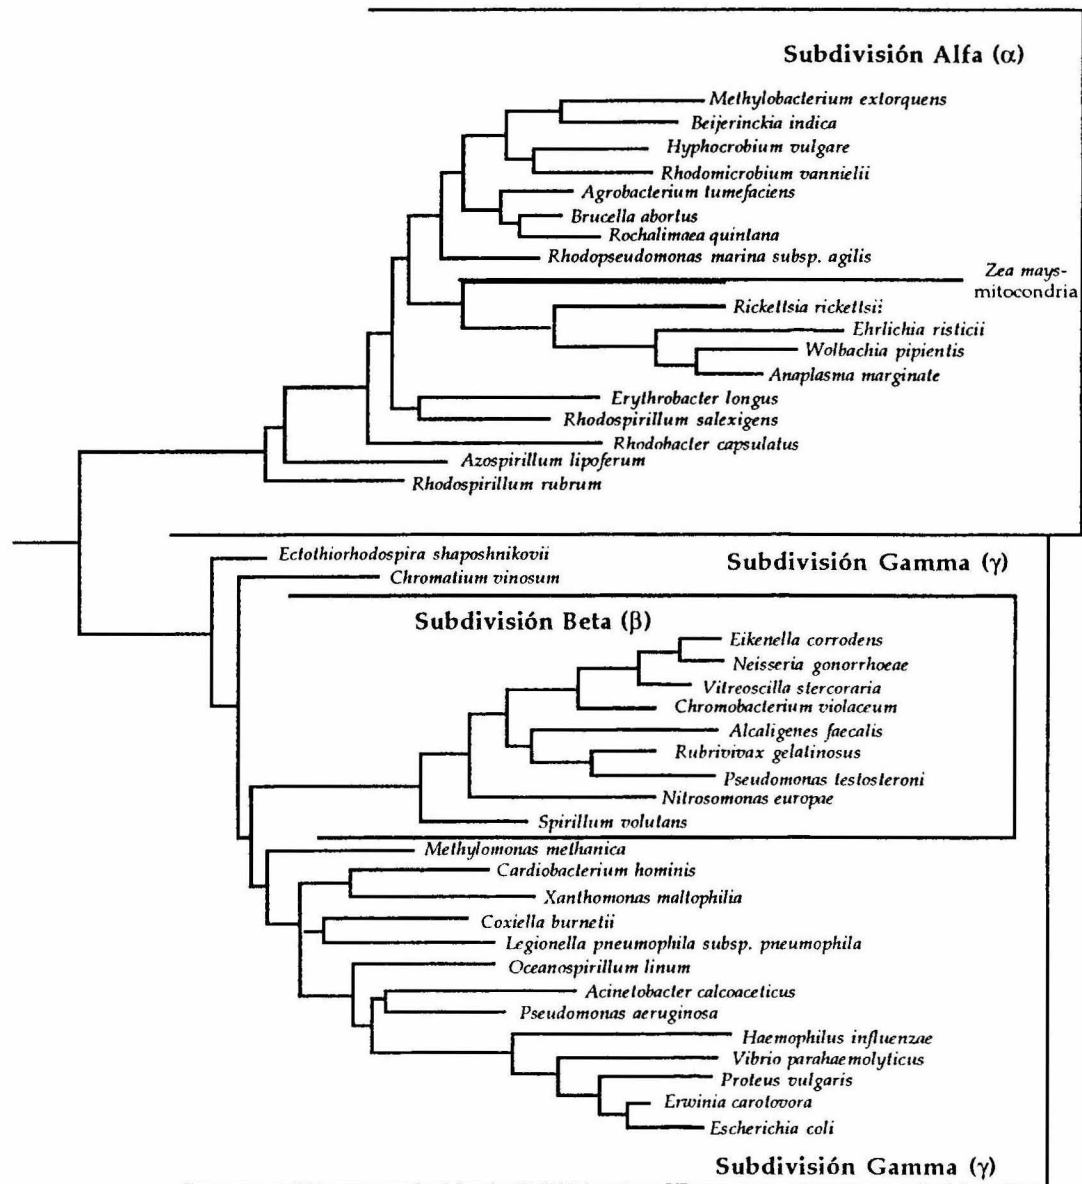 Subdivisión Alfa (α)
Methylobacterium extorquens
Beijerinckia indica
Hyphocrobium vulgare
Rhodomicrobium vannielii
Agrobacterium tumefaciens
Brucella abortus
Rochalimaea quintana
Rhodopseudomonas marina subsp. agilis
Zea mays-
mitocondria
Rickettsia rickettsii
Ehrlichia risticii
Wolbachia pipientis
Anaplasma marginate
Erythrobacter longus
Rhodospirillum salexigens
Rhodobacter capsulatus
Azospirillum lipoferum
Rhodospirillum rubrum
Ectothiorhodospira shaposhnikovii
Subdivisión Gamma (γ)
Chromatium vinosum
Subdivisión Beta (β)
Eikenella corrodens
Neisseria gonorrhoeae
Vitreoscilla stercoraria
Chromobacterium violaceum
Alcaligenes faecalis
Rubrivivax gelatinosus
Pseudomonas testosteroni
Nitrosomonas europae
Spirillum volutans
Methylomonas methanica
Cardiobacterium hominis
Xanthomonas maltophilia
Coxiella burnetii
Legionella pneumophila subsp. pneumophila
Oceanospirillum linum
Acinetobacter calcoaceticus
Pseudomonas aeruginosa
Haemophilus influenzae
Vibrio parahaemolyticus
Proteus vulgaris
Erwinia carotovora
Escherichia coli
Subdivisión Gamma (γ)